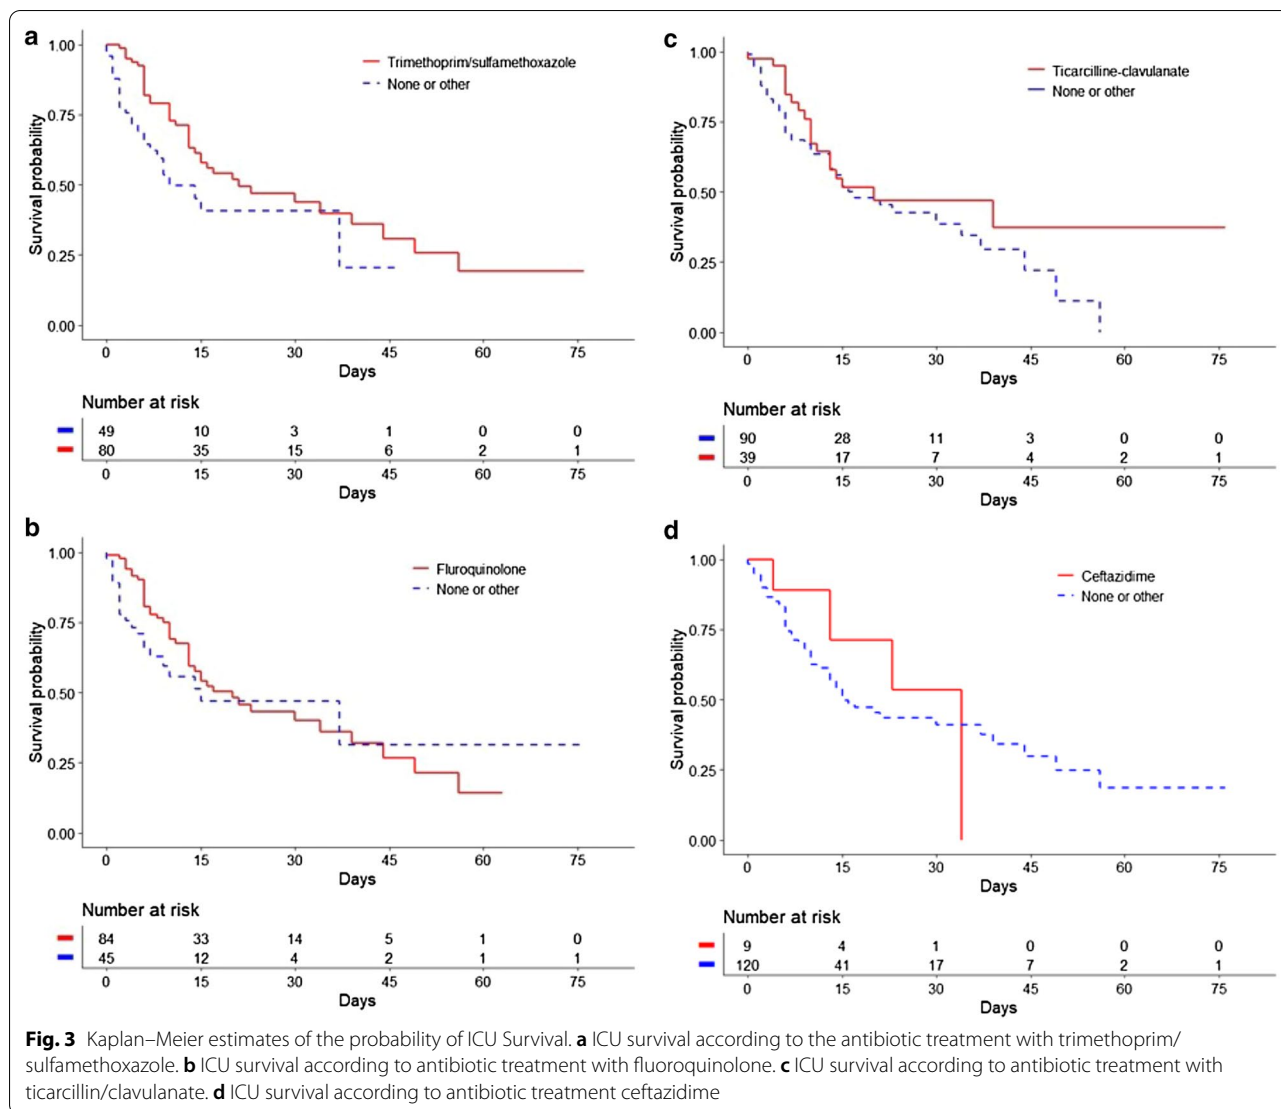 a
1.00
0.75
0.50
0.25
0.00
Survival probability
Trimethoprim/sulfamethoxazole
None or other
0 15 30 45 60 75
Days
Number at risk
49 10 3 1 0 0
80 35 15 6 2 1
0 15 30 45 60 75
Days
b
1.00
0.75
0.50
0.25
0.00
Survival probability
Fluroquinolone
None or other
0 15 30 45 60 75
Days
Number at risk
84 33 14 5 1 0
45 12 4 2 1 1
0 15 30 45 60 75
Days
c
1.00
0.75
0.50
0.25
0.00
Survival probability
Ticarcilline-clavulanate
None or other
0 15 30 45 60 75
Days
Number at risk
90 28 11 3 0 0
39 17 7 4 2 1
0 15 30 45 60 75
Days
d
1.00
0.75
0.50
0.25
0.00
Survival probability
Ceftazidime
None or other
0 15 30 45 60 75
Days
Number at risk
9 4 1 0 0 0
120 41 17 7 2 1
0 15 30 45 60 75
Days
Fig. 3 Kaplan–Meier estimates of the probability of ICU Survival. a ICU survival according to the antibiotic treatment with trimethoprim/
sulfamethoxazole. b ICU survival according to antibiotic treatment with fluoroquinolone. c ICU survival according to antibiotic treatment with
ticarcillin/clavulanate. d ICU survival according to antibiotic treatment ceftazidime